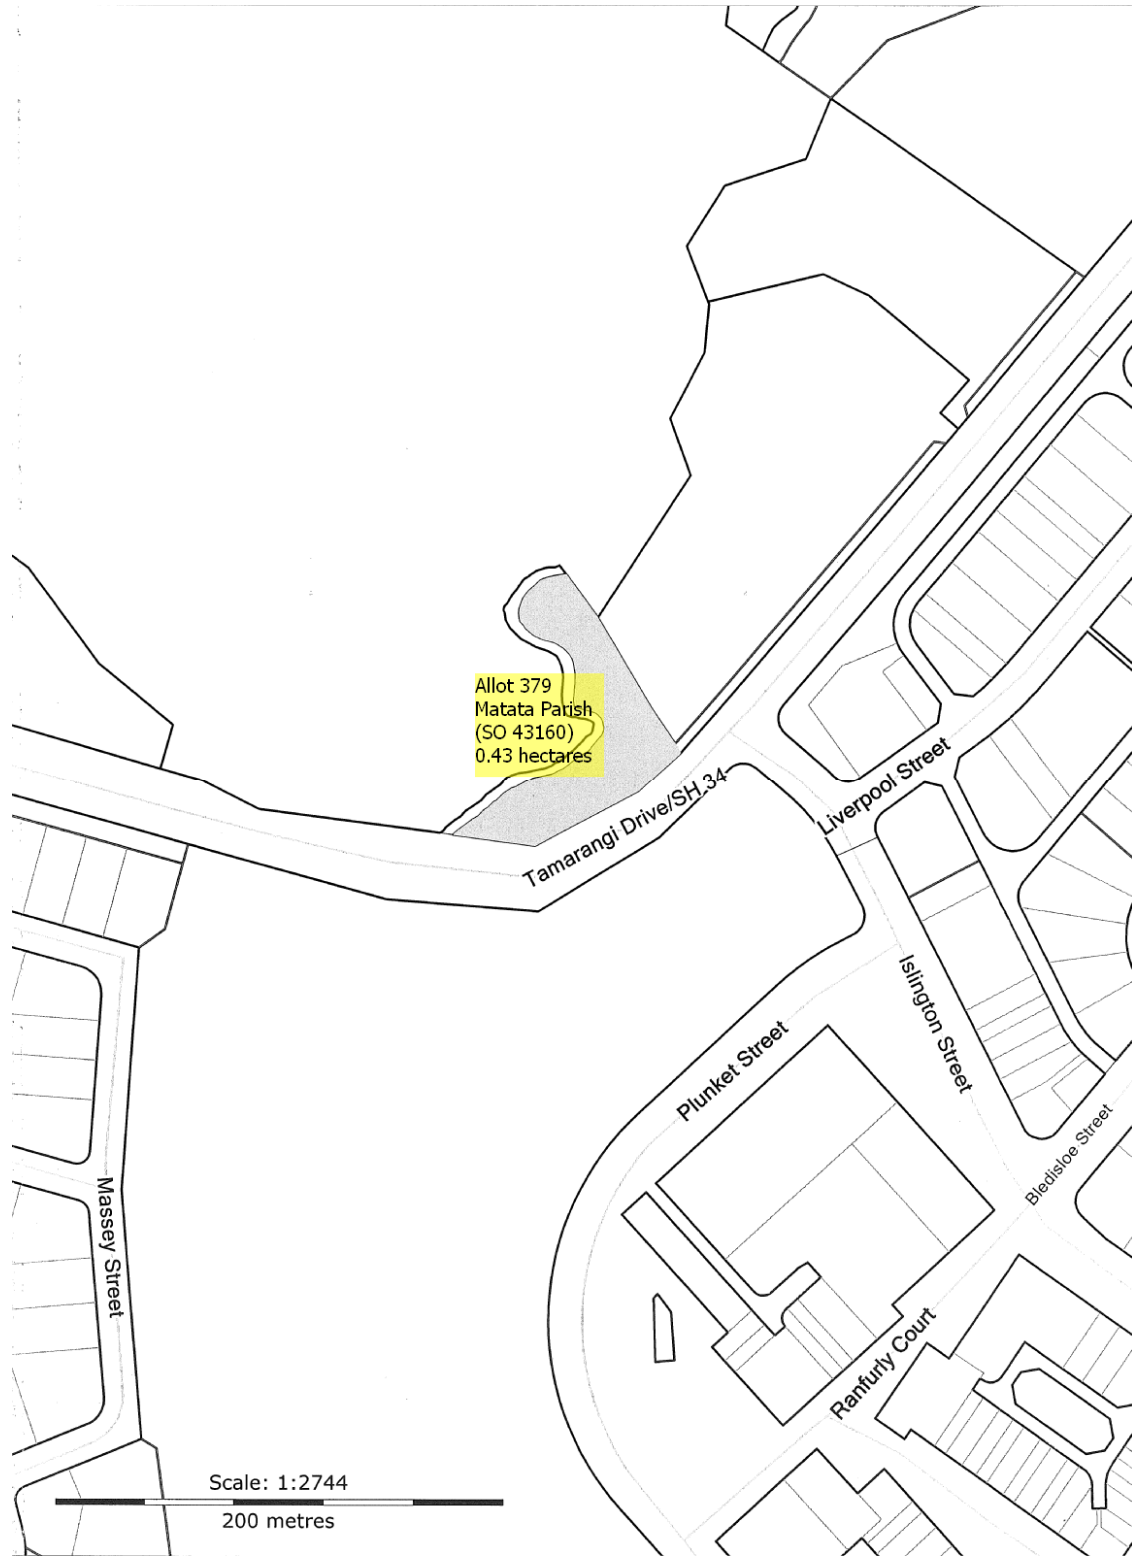 Allot 379
Matata Parish
(SO 43160)
0.43 hectares
Tamarangi Drive/SH 34
Liverpool Street
Islington Street
Plunket Street
Bledisloe Street
Massey Street
Ranfurly Court
Scale: 1:2744
200 metres